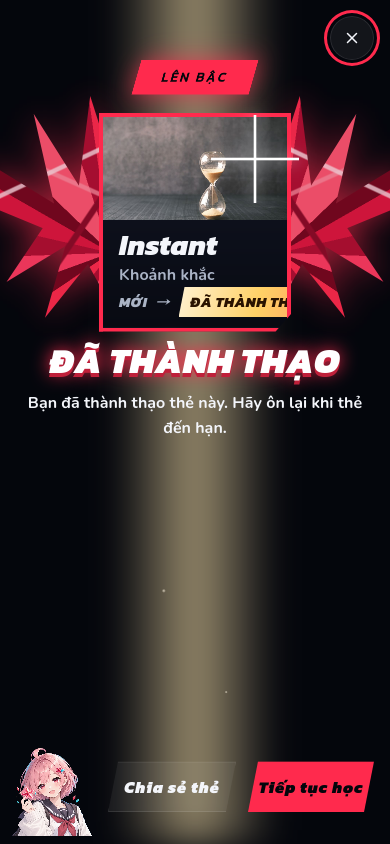 LÊN BẬC
Instant
Khoảnh khắc
MỚI → ĐÃ THÀNH TH
ĐÃ THÀNH THẠO
Bạn đã thành thạo thẻ này. Hãy ôn lại khi thẻ
đến hạn.
Chia sẻ thẻ
Tiếp tục học